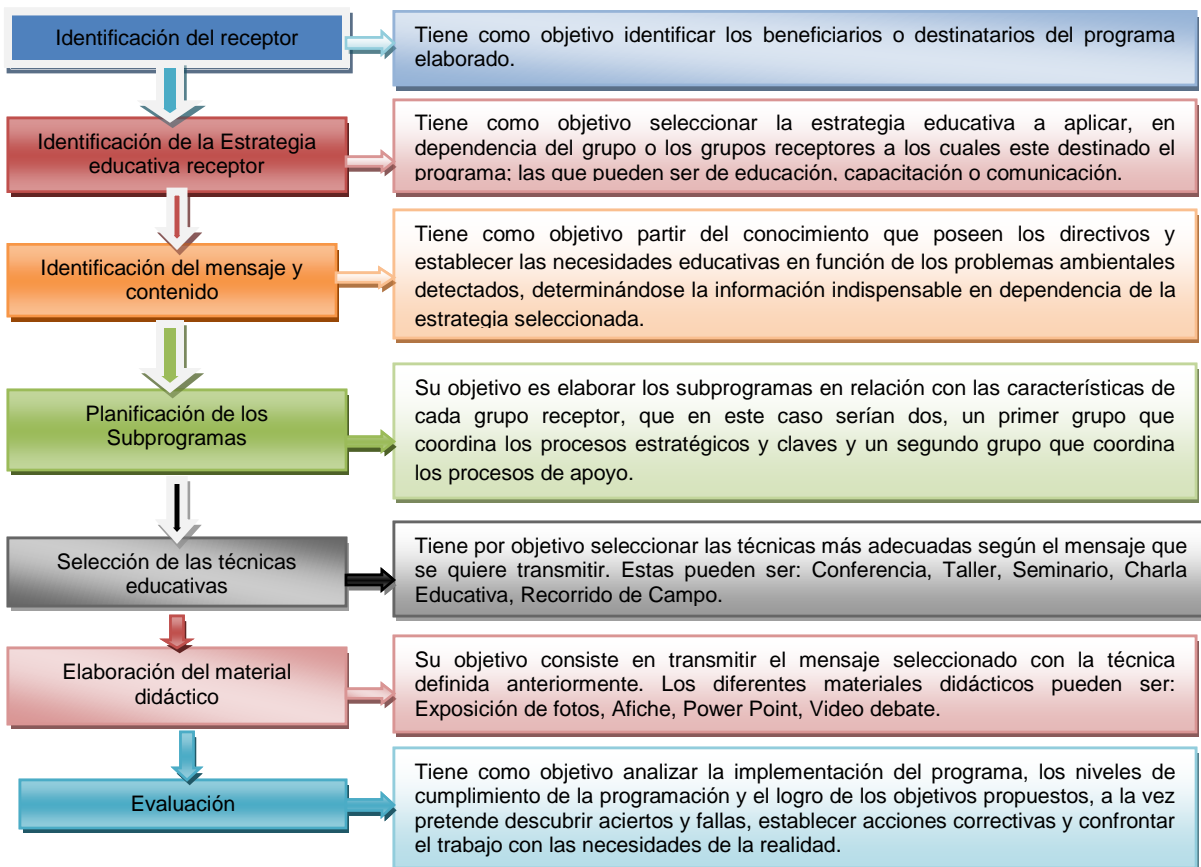 Identificación del receptor
Tiene como objetivo identificar los beneficiarios o destinatarios del programa
elaborado.
Identificación de la Estrategia
educativa receptor
Tiene como objetivo seleccionar la estrategia educativa a aplicar, en
dependencia del grupo o los grupos receptores a los cuales este destinado el
programa; las que pueden ser de educación, capacitación o comunicación.
Identificación del mensaje y
contenido
Tiene como objetivo partir del conocimiento que poseen los directivos y
establecer las necesidades educativas en función de los problemas ambientales
detectados, determinándose la información indispensable en dependencia de la
estrategia seleccionada.
Planificación de los
Subprogramas
Su objetivo es elaborar los subprogramas en relación con las características de
cada grupo receptor, que en este caso serían dos, un primer grupo que
coordina los procesos estratégicos y claves y un segundo grupo que coordina
los procesos de apoyo.
Selección de las técnicas
educativas
Tiene por objetivo seleccionar las técnicas más adecuadas según el mensaje que
se quiere transmitir. Estas pueden ser: Conferencia, Taller, Seminario, Charla
Educativa, Recorrido de Campo.
Elaboración del material
didáctico
Su objetivo consiste en transmitir el mensaje seleccionado con la técnica
definida anteriormente. Los diferentes materiales didácticos pueden ser:
Exposición de fotos, Afiche, Power Point, Video debate.
Evaluación
Tiene como objetivo analizar la implementación del programa, los niveles de
cumplimiento de la programación y el logro de los objetivos propuestos, a la vez
pretende descubrir aciertos y fallas, establecer acciones correctivas y confrontar
el trabajo con las necesidades de la realidad.